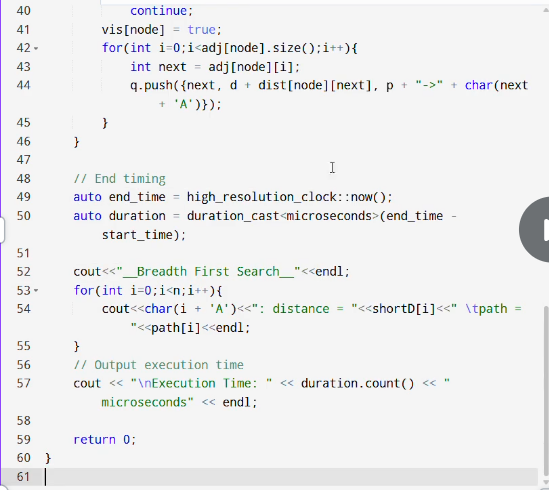 40 continue;
41 vis[node] = true;
42 for(int i=0;i<adj[node].size();i++){
43 int next = adj[node][i];
44 q.push({next, d + dist[node][next], p + "->" + char(next
+ 'A')});
45 }
46 }
47
48 // End timing
49 auto end_time = high_resolution_clock::now();
50 auto duration = duration_cast<microseconds>(end_time -
start_time);
51
52 cout<<"__Breadth First Search__"<<endl;
53 for(int i=0;i<n;i++){
54 cout<<char(i + 'A')<<": distance = "<<shortD[i]<<" \tpath =
"<<path[i]<<endl;
55 }
56 // Output execution time
57 cout << "\nExecution Time: " << duration.count() << "
microseconds" << endl;
58
59 return 0;
60 }
61